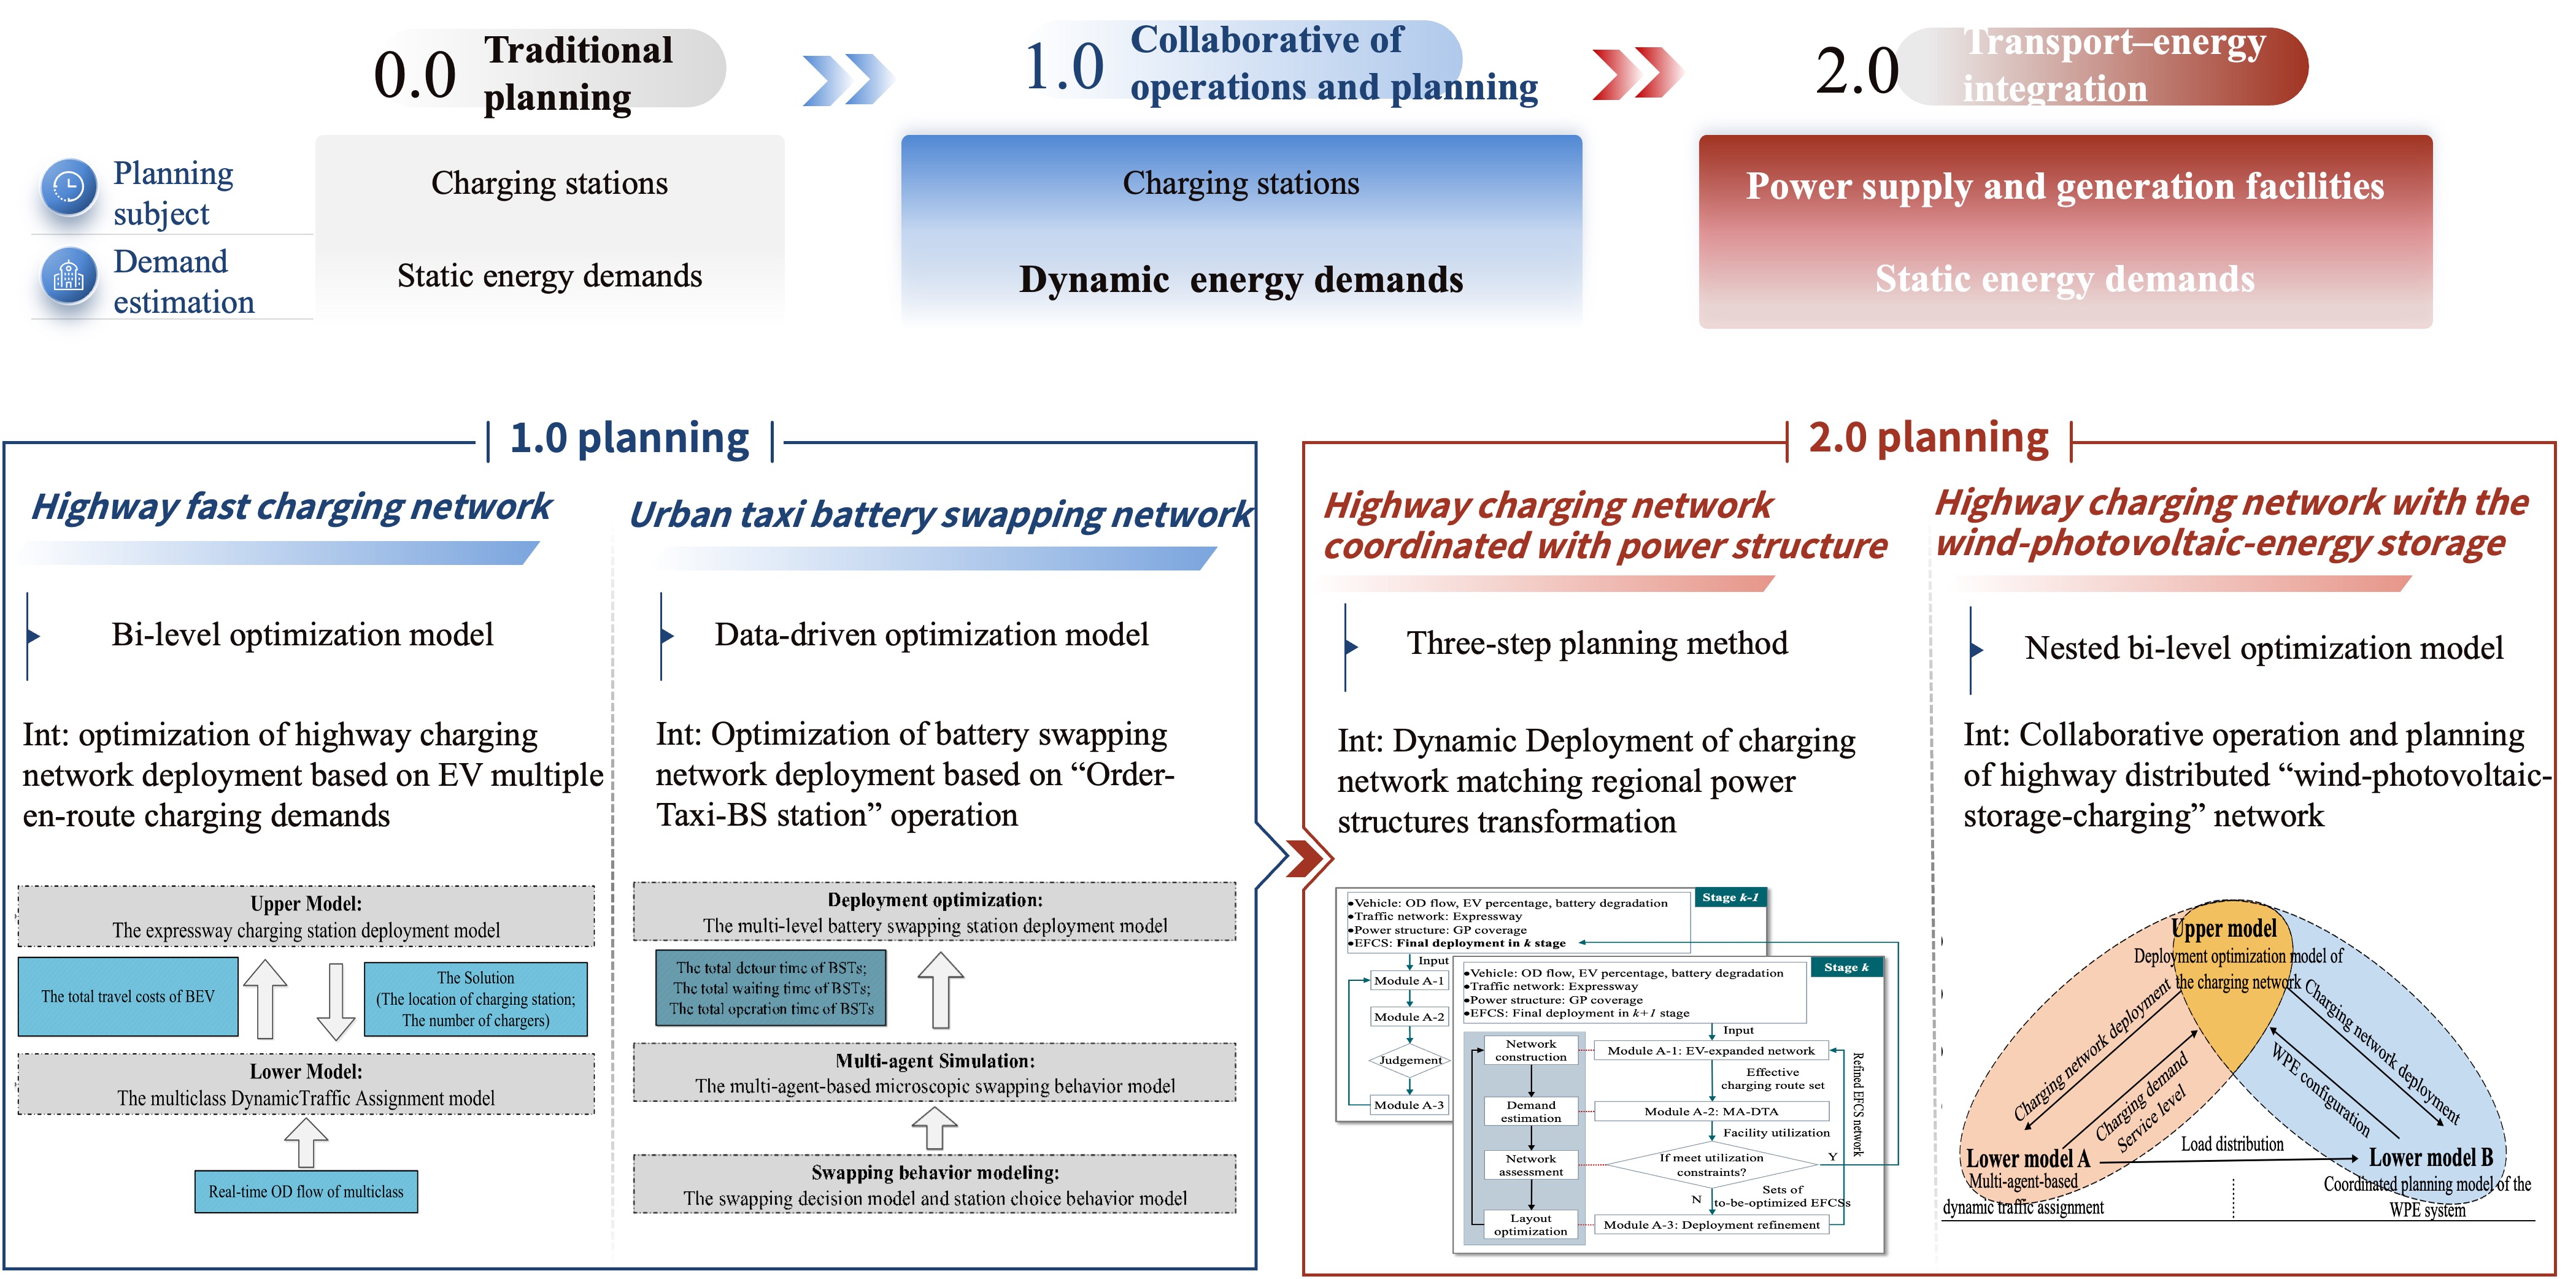 0.0 Traditional
planning
1.0 Collaborative of
operations and planning
2.0 Transport–energy
integration
Planning
subject
Charging stations
Charging stations
Power supply and generation facilities
Demand
estimation
Static energy demands
Dynamic energy demands
Static energy demands
1.0 planning
Highway fast charging network
Bi-level optimization model
Int: optimization of highway charging
network deployment based on EV multiple
en-route charging demands
Upper Model:
The expressway charging station deployment model
The total travel costs of BEV
The Solution
(The location of charging station;
The number of chargers)
Lower Model:
The multiclass DynamicTraffic Assignment model
Real-time OD flow of multiclass
Urban taxi battery swapping network
Data-driven optimization model
Int: Optimization of battery swapping
network deployment based on “Order-
Taxi-BS station” operation
Deployment optimization:
The multi-level battery swapping station deployment model
The total detour time of BSTs;
The total waiting time of BSTs;
The total operation time of BSTs
Multi-agent Simulation:
The multi-agent-based microscopic swapping behavior model
Swapping behavior modeling:
The swapping decision model and station choice behavior model
2.0 planning
Highway charging network
coordinated with power structure
Three-step planning method
Int: Dynamic Deployment of charging
network matching regional power
structures transformation
Stage k-1
•Vehicle: OD flow, EV percentage, battery degradation
•Traffic network: Expressway
•Power structure: GP coverage
•EFCS: Final deployment in k stage
Input
Module A-1
Module A-2
Judgement
Module A-3
Stage k
•Vehicle: OD flow, EV percentage, battery degradation
•Traffic network: Expressway
•Power structure: GP coverage
•EFCS: Final deployment in k+1 stage
Input
Network
construction
Module A-1: EV-expanded network
Effective
charging route set
Demand
estimation
Module A-2: MA-DTA
Facility utilization
Network
assessment
If meet utilization
constraints?
Y
N
Sets of
to-be-optimized EFCSs
Layout
optimization
Module A-3: Deployment refinement
Refined EFCS network
Highway charging network with the
wind-photovoltaic-energy storage
Nested bi-level optimization model
Int: Collaborative operation and planning
of highway distributed “wind-photovoltaic-
storage-charging” network
Upper model
Deployment optimization model of
the charging network
Charging network deployment
Charging demand
Service level
Charging network deployment
WPE configuration
Load distribution
Lower model A
Multi-agent-based
dynamic traffic assignment
Lower model B
Coordinated planning model of the
WPE system